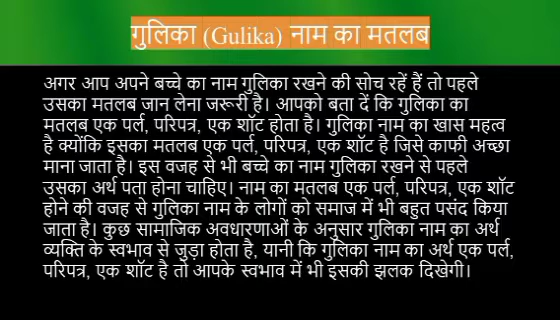 गुलिका (Gulika) नाम का मतलब
अगर आप अपने बच्चे का नाम गुलिका रखने की सोच रहें हैं तो पहले
उसका मतलब जान लेना जरूरी है। आपको बता दें कि गुलिका का
मतलब एक पर्ल, परिपत्र, एक शॉट होता है। गुलिका नाम का खास महत्व
है क्योंकि इसका मतलब एक पर्ल, परिपत्र, एक शॉट है जिसे काफी अच्छा
माना जाता है। इस वजह से भी बच्चे का नाम गुलिका रखने से पहले
उसका अर्थ पता होना चाहिए। नाम का मतलब एक पर्ल, परिपत्र, एक शॉट
होने की वजह से गुलिका नाम के लोगों को समाज में भी बहुत पसंद किया
जाता है। कुछ सामाजिक अवधारणाओं के अनुसार गुलिका नाम का अर्थ
व्यक्ति के स्वभाव से जुड़ा होता है, यानी कि गुलिका नाम का अर्थ एक पर्ल,
परिपत्र, एक शॉट है तो आपके स्वभाव में भी इसकी झलक दिखेगी।